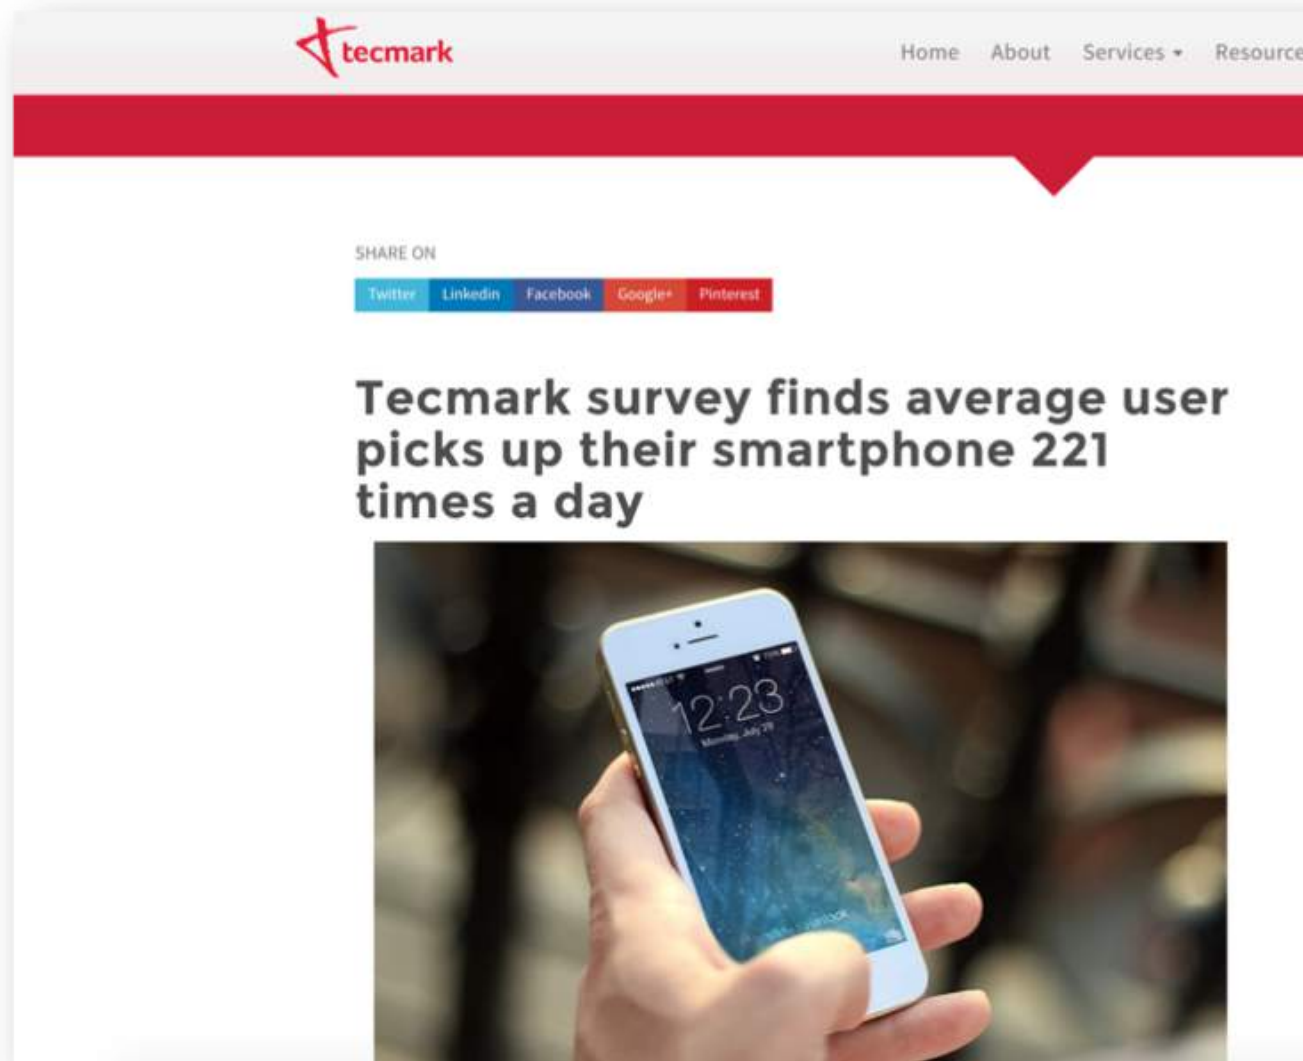 tecmark
Home About Services Resource
SHARE ON
Twitter Linkedin Facebook Google+ Pinterest
Tecmark survey finds average user
picks up their smartphone 221
times a day
12:23
Monday, July 29